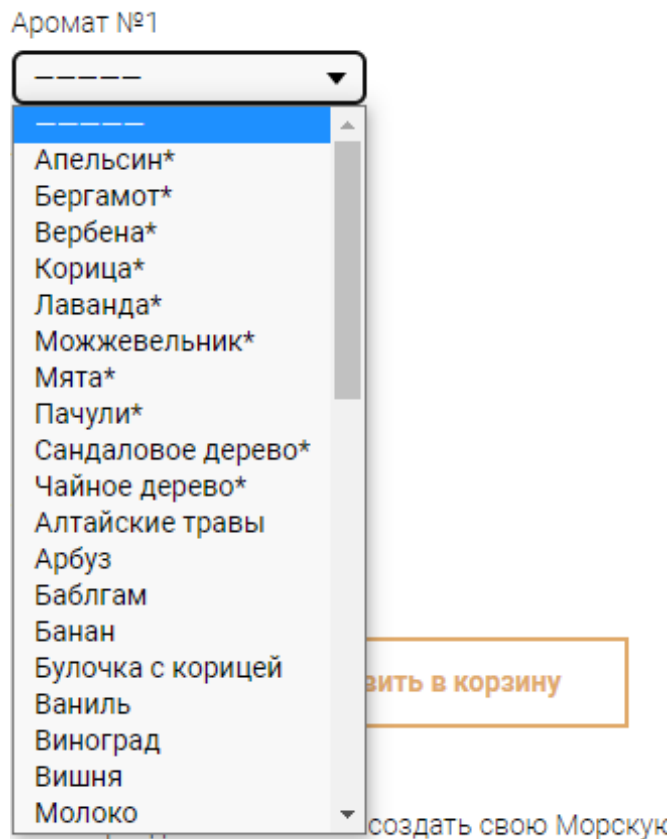 Аромат №1
–––––
–––––
Апельсин*
Бергамот*
Вербена*
Корица*
Лаванда*
Можжевельник*
Мята*
Пачули*
Сандаловое дерево*
Чайное дерево*
Алтайские травы
Арбуз
Баблгам
Банан
Булочка с корицей
Ваниль
Виноград
Вишня
Молоко
вить в корзину
создать свою Морскую